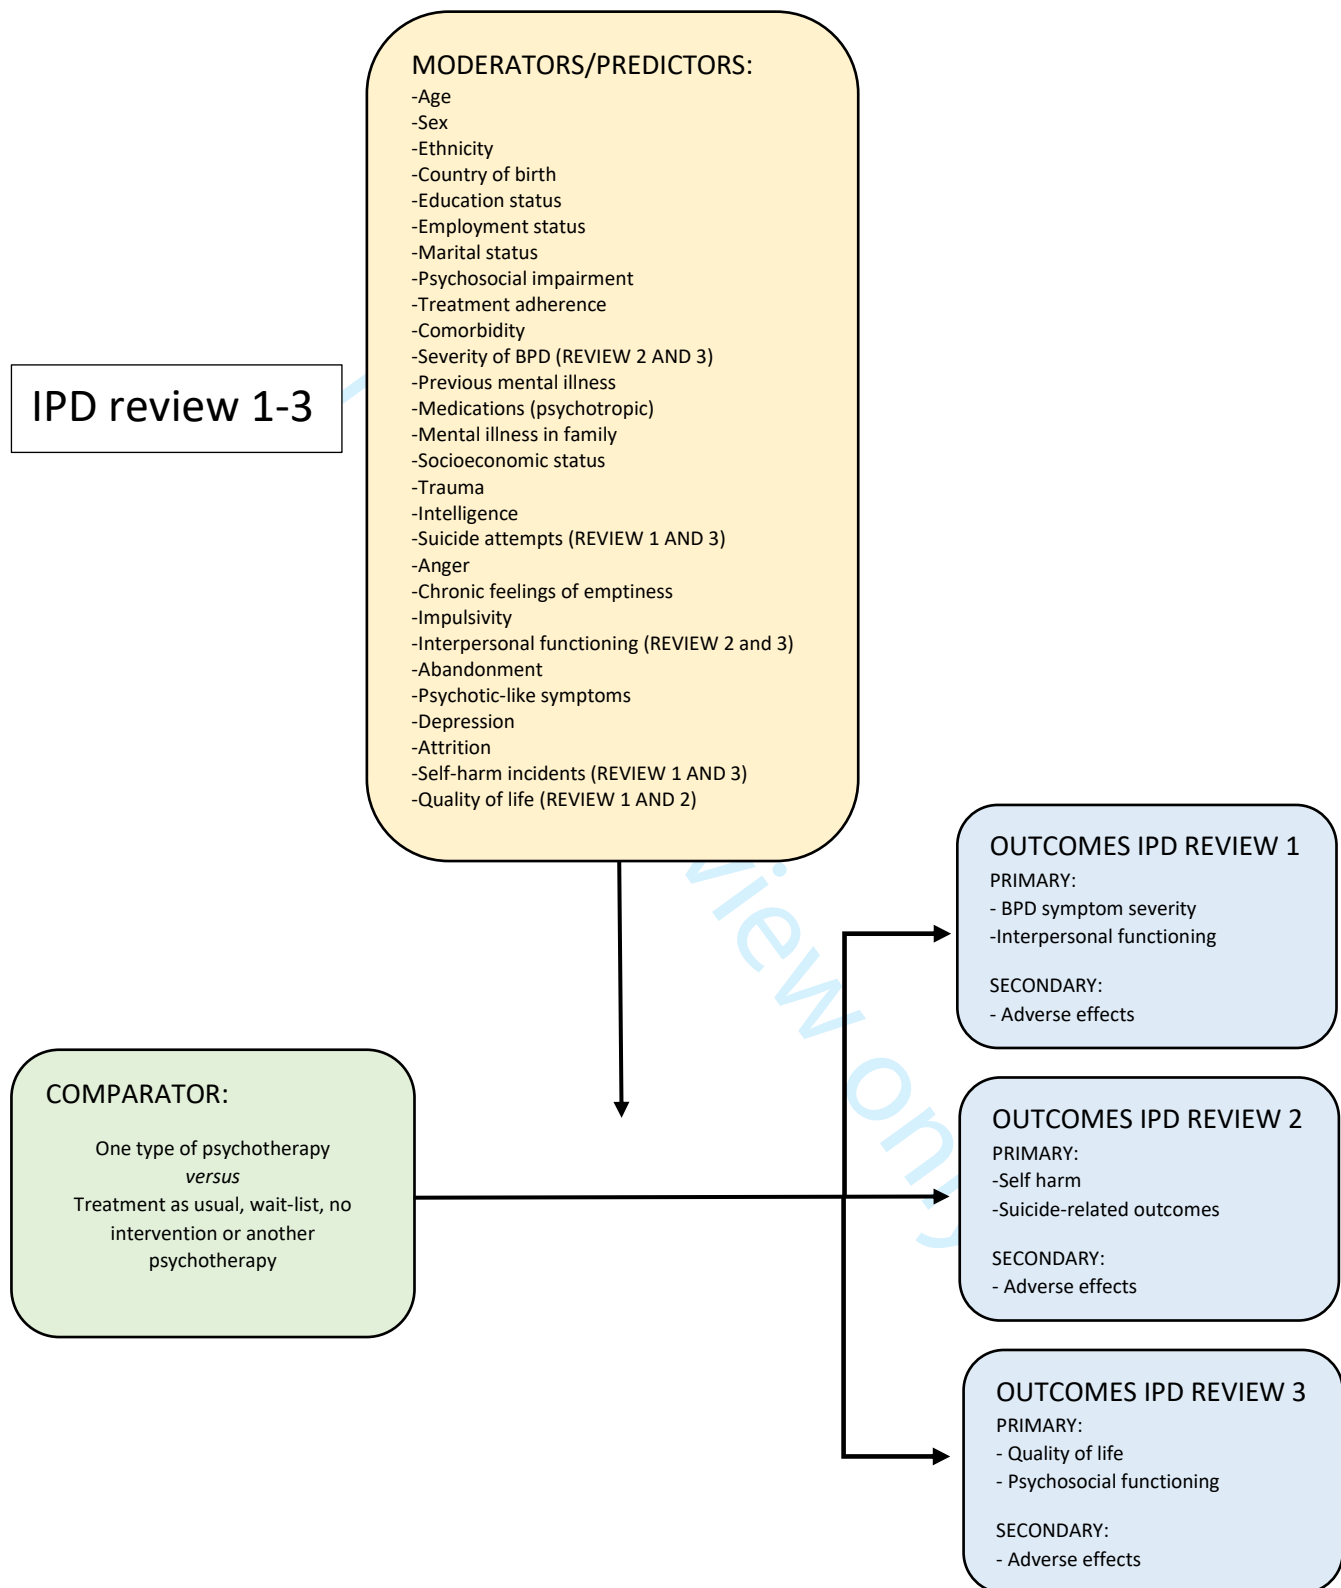 MODERATORS/PREDICTORS:
-Age
-Sex
-Ethnicity
-Country of birth
-Education status
-Employment status
-Marital status
-Psychosocial impairment
-Treatment adherence
-Comorbidity
-Severity of BPD (REVIEW 2 AND 3)
-Previous mental illness
-Medications (psychotropic)
-Mental illness in family
-Socioeconomic status
-Trauma
-Intelligence
-Suicide attempts (REVIEW 1 AND 3)
-Anger
-Chronic feelings of emptiness
-Impulsivity
-Interpersonal functioning (REVIEW 2 and 3)
-Abandonment
-Psychotic-like symptoms
-Depression
-Attrition
-Self-harm incidents (REVIEW 1 AND 3)
-Quality of life (REVIEW 1 AND 2)
IPD review 1-3
COMPARATOR:
One type of psychotherapy
versus
Treatment as usual, wait-list, no
intervention or another
psychotherapy
OUTCOMES IPD REVIEW 1
PRIMARY:
- BPD symptom severity
-Interpersonal functioning
SECONDARY:
- Adverse effects
OUTCOMES IPD REVIEW 2
PRIMARY:
-Self harm
-Suicide-related outcomes
SECONDARY:
- Adverse effects
OUTCOMES IPD REVIEW 3
PRIMARY:
- Quality of life
- Psychosocial functioning
SECONDARY:
- Adverse effects
only